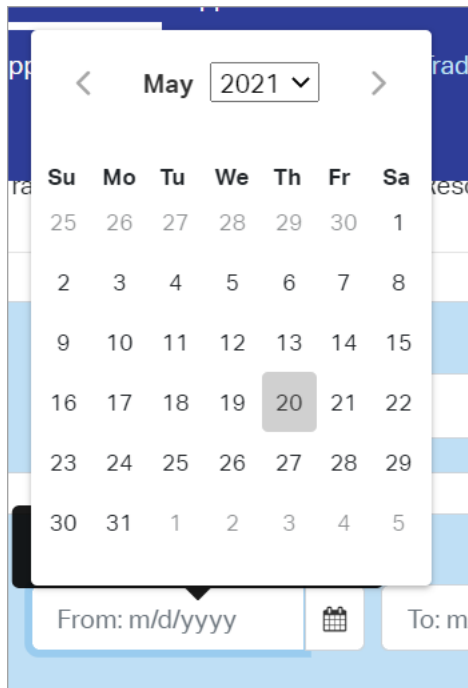 May 2021
Su Mo Tu We Th Fr Sa
25 26 27 28 29 30 1
2 3 4 5 6 7 8
9 10 11 12 13 14 15
16 17 18 19 20 21 22
23 24 25 26 27 28 29
30 31 1 2 3 4 5
From: m/d/yyyy
To: m